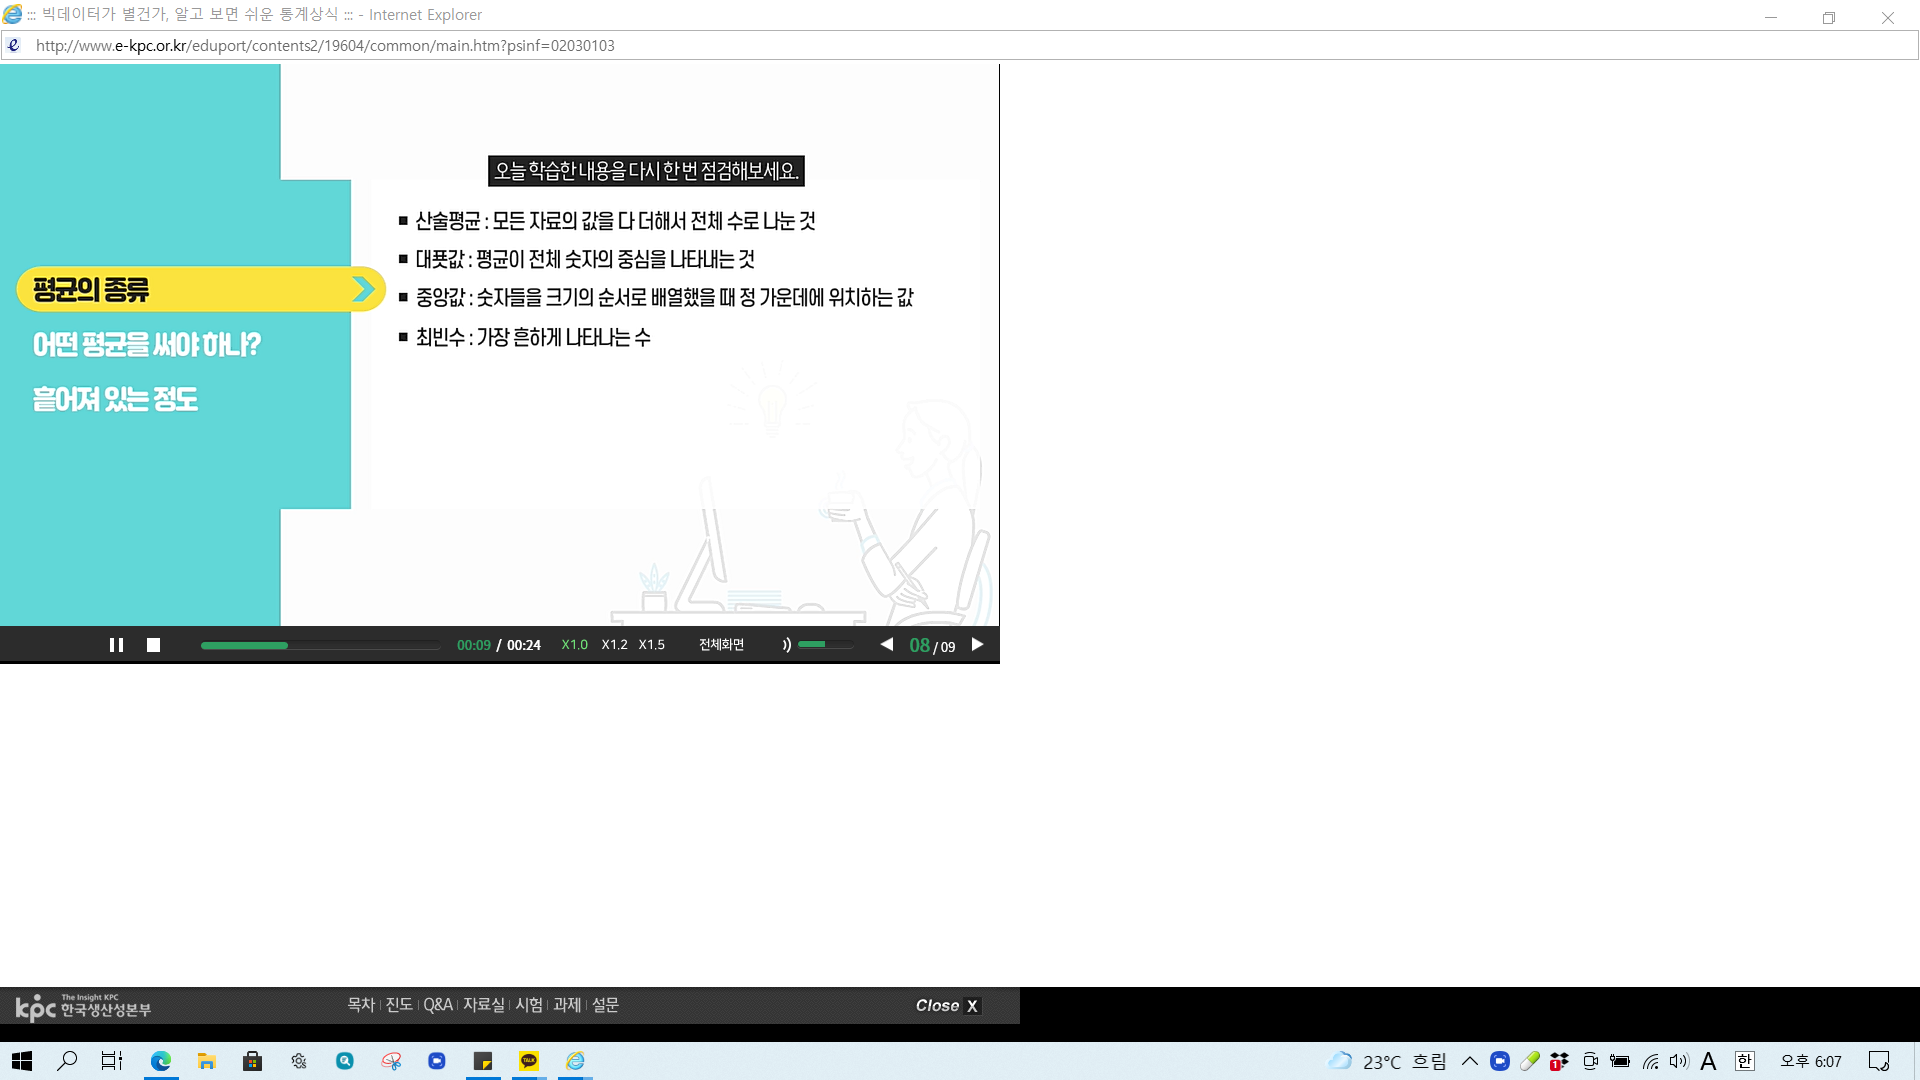 ::: 빅데이터가 별건가, 알고 보면 쉬운 통계상식 ::: - Internet Explorer
http://www.e-kpc.or.kr/eduport/contents2/19604/common/main.htm?psinf=02030103
오늘 학습한 내용을 다시 한 번 점검해보세요.
평균의 종류
어떤 평균을 써야 하나?
흩어져 있는 정도
■ 산술평균 : 모든 자료의 값을 다 더해서 전체 수로 나눈 것
■ 대푯값 : 평균이 전체 숫자의 중심을 나타내는 것
■ 중앙값 : 숫자들을 크기의 순서로 배열했을 때 정 가운데에 위치하는 값
■ 최빈수 : 가장 흔하게 나타나는 수
00:09 / 00:24 X1.0 X1.2 X1.5 전체화면 08 / 09
The Insight KPC
kpc 한국생산성본부
목차 | 진도 | Q&A | 자료실 | 시험 | 과제 | 설문
Close X
TALK
23°C 흐림
1
A 한 오후 6:07